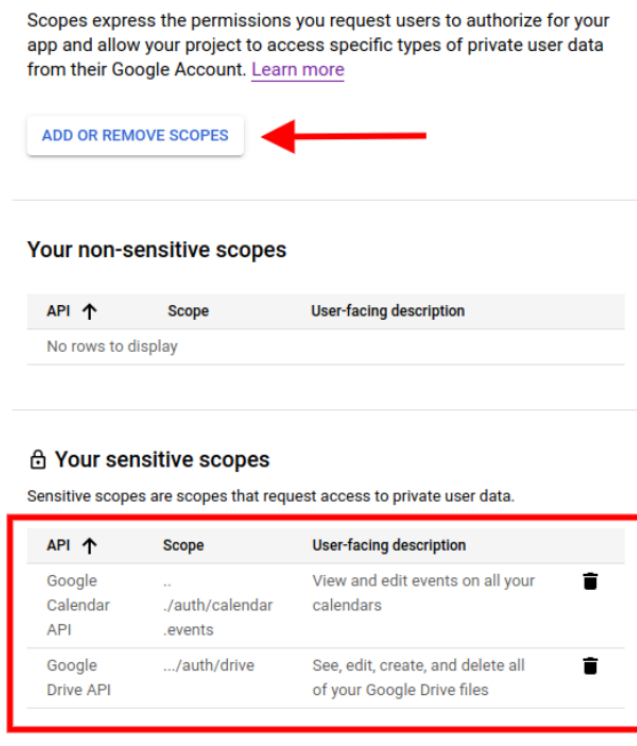 Scopes express the permissions you request users to authorize for your
app and allow your project to access specific types of private user data
from their Google Account. Learn more
ADD OR REMOVE SCOPES
Your non-sensitive scopes
API Scope User-facing description
No rows to display
Your sensitive scopes
Sensitive scopes are scopes that request access to private user data.
API Scope User-facing description
Google .. View and edit events on all your
Calendar ./auth/calendar calendars
API .events
Google .../auth/drive See, edit, create, and delete all
Drive API of your Google Drive files